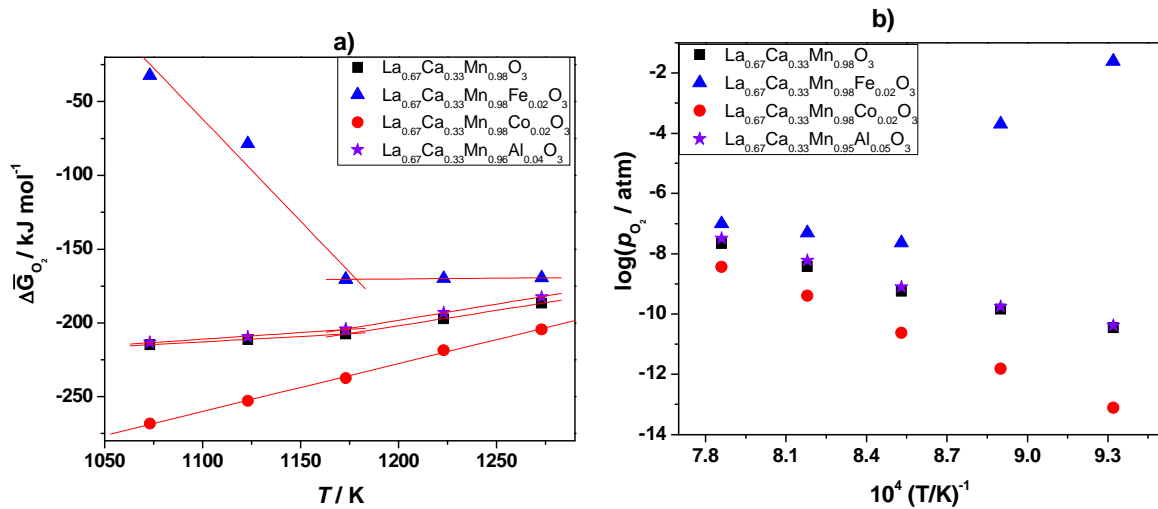 a)
-50
-100
-150
-200
-250
1050 1100 1150 1200 1250
T / K
ΔG̅O₂ / kJ mol⁻¹
La₀.₆₇Ca₀.₃₃Mn₀.₉₈O₃
La₀.₆₇Ca₀.₃₃Mn₀.₉₈Fe₀.₀₂O₃
La₀.₆₇Ca₀.₃₃Mn₀.₉₈Co₀.₀₂O₃
La₀.₆₇Ca₀.₃₃Mn₀.₉₆Al₀.₀₄O₃
b)
-2
-4
-6
-8
-10
-12
-14
7.8 8.1 8.4 8.7 9.0 9.3
10⁴ (T/K)⁻¹
log(pO₂ / atm)
La₀.₆₇Ca₀.₃₃Mn₀.₉₈O₃
La₀.₆₇Ca₀.₃₃Mn₀.₉₈Fe₀.₀₂O₃
La₀.₆₇Ca₀.₃₃Mn₀.₉₈Co₀.₀₂O₃
La₀.₆₇Ca₀.₃₃Mn₀.₉₅Al₀.₀₅O₃